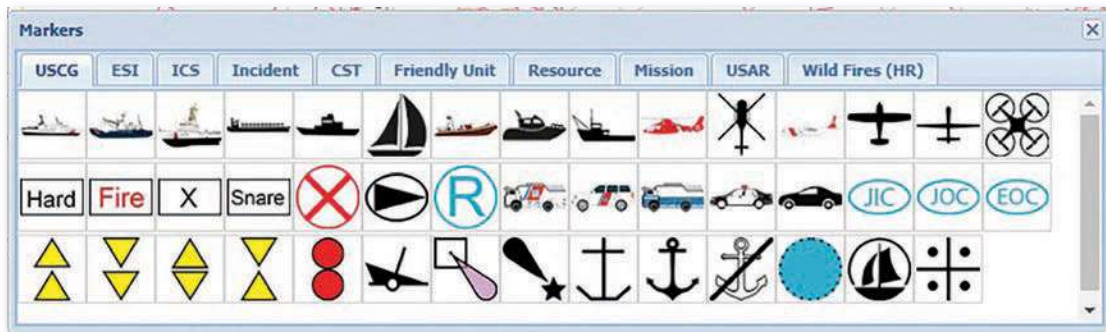 Markers
USCG ESI ICS Incident CST Friendly Unit Resource Mission USAR Wild Fires (HR)
Hard Fire X Snare R JIC JOC EOC